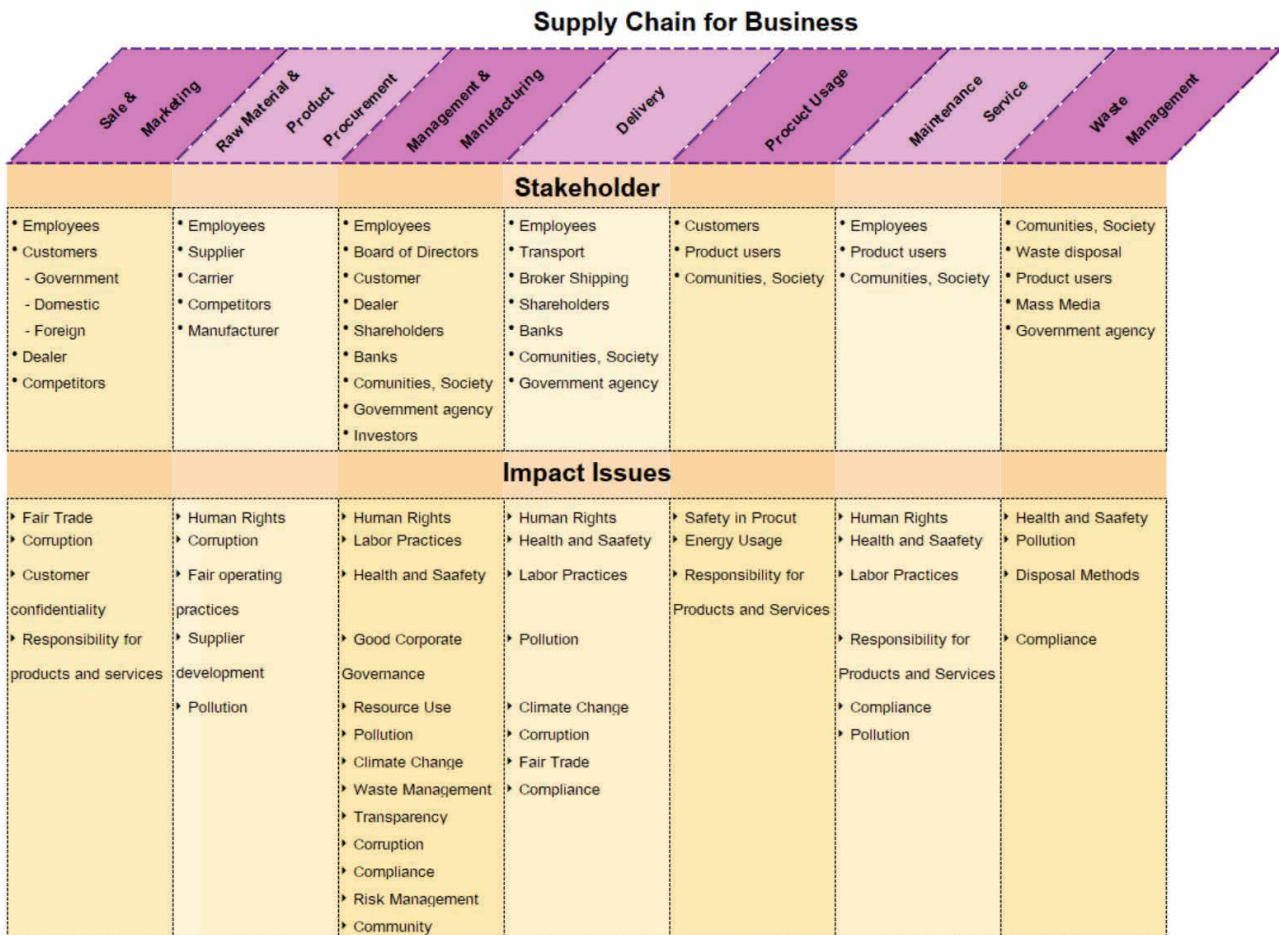 Supply Chain for Business
Sale &
Marketing
Raw Material &
Product
Procurement
Management &
Manufacturing
Delivery
Procuct Usage
Maintenance
Service
Waste
Management
Stakeholder
• Employees
• Customers
- Government
- Domestic
- Foreign
• Dealer
• Competitors
• Employees
• Supplier
• Carrier
• Competitors
• Manufacturer
• Employees
• Board of Directors
• Customer
• Dealer
• Shareholders
• Banks
• Comunities, Society
• Government agency
• Investors
• Employees
• Transport
• Broker Shipping
• Shareholders
• Banks
• Comunities, Society
• Government agency
• Customers
• Product users
• Comunities, Society
• Employees
• Product users
• Comunities, Society
• Comunities, Society
• Waste disposal
• Product users
• Mass Media
• Government agency
Impact Issues
‣ Fair Trade
‣ Corruption
‣ Customer
confidentiality
‣ Responsibility for
products and services
‣ Human Rights
‣ Corruption
‣ Fair operating
practices
‣ Supplier
development
‣ Pollution
‣ Human Rights
‣ Labor Practices
‣ Health and Saafety
‣ Good Corporate
Governance
‣ Resource Use
‣ Pollution
‣ Climate Change
‣ Waste Management
‣ Transparency
‣ Corruption
‣ Compliance
‣ Risk Management
‣ Community
‣ Human Rights
‣ Health and Saafety
‣ Labor Practices
‣ Pollution
‣ Climate Change
‣ Corruption
‣ Fair Trade
‣ Compliance
‣ Safety in Procut
‣ Energy Usage
‣ Responsibility for
Products and Services
‣ Human Rights
‣ Health and Saafety
‣ Labor Practices
‣ Responsibility for
Products and Services
‣ Compliance
‣ Pollution
‣ Health and Saafety
‣ Pollution
‣ Disposal Methods
‣ Compliance